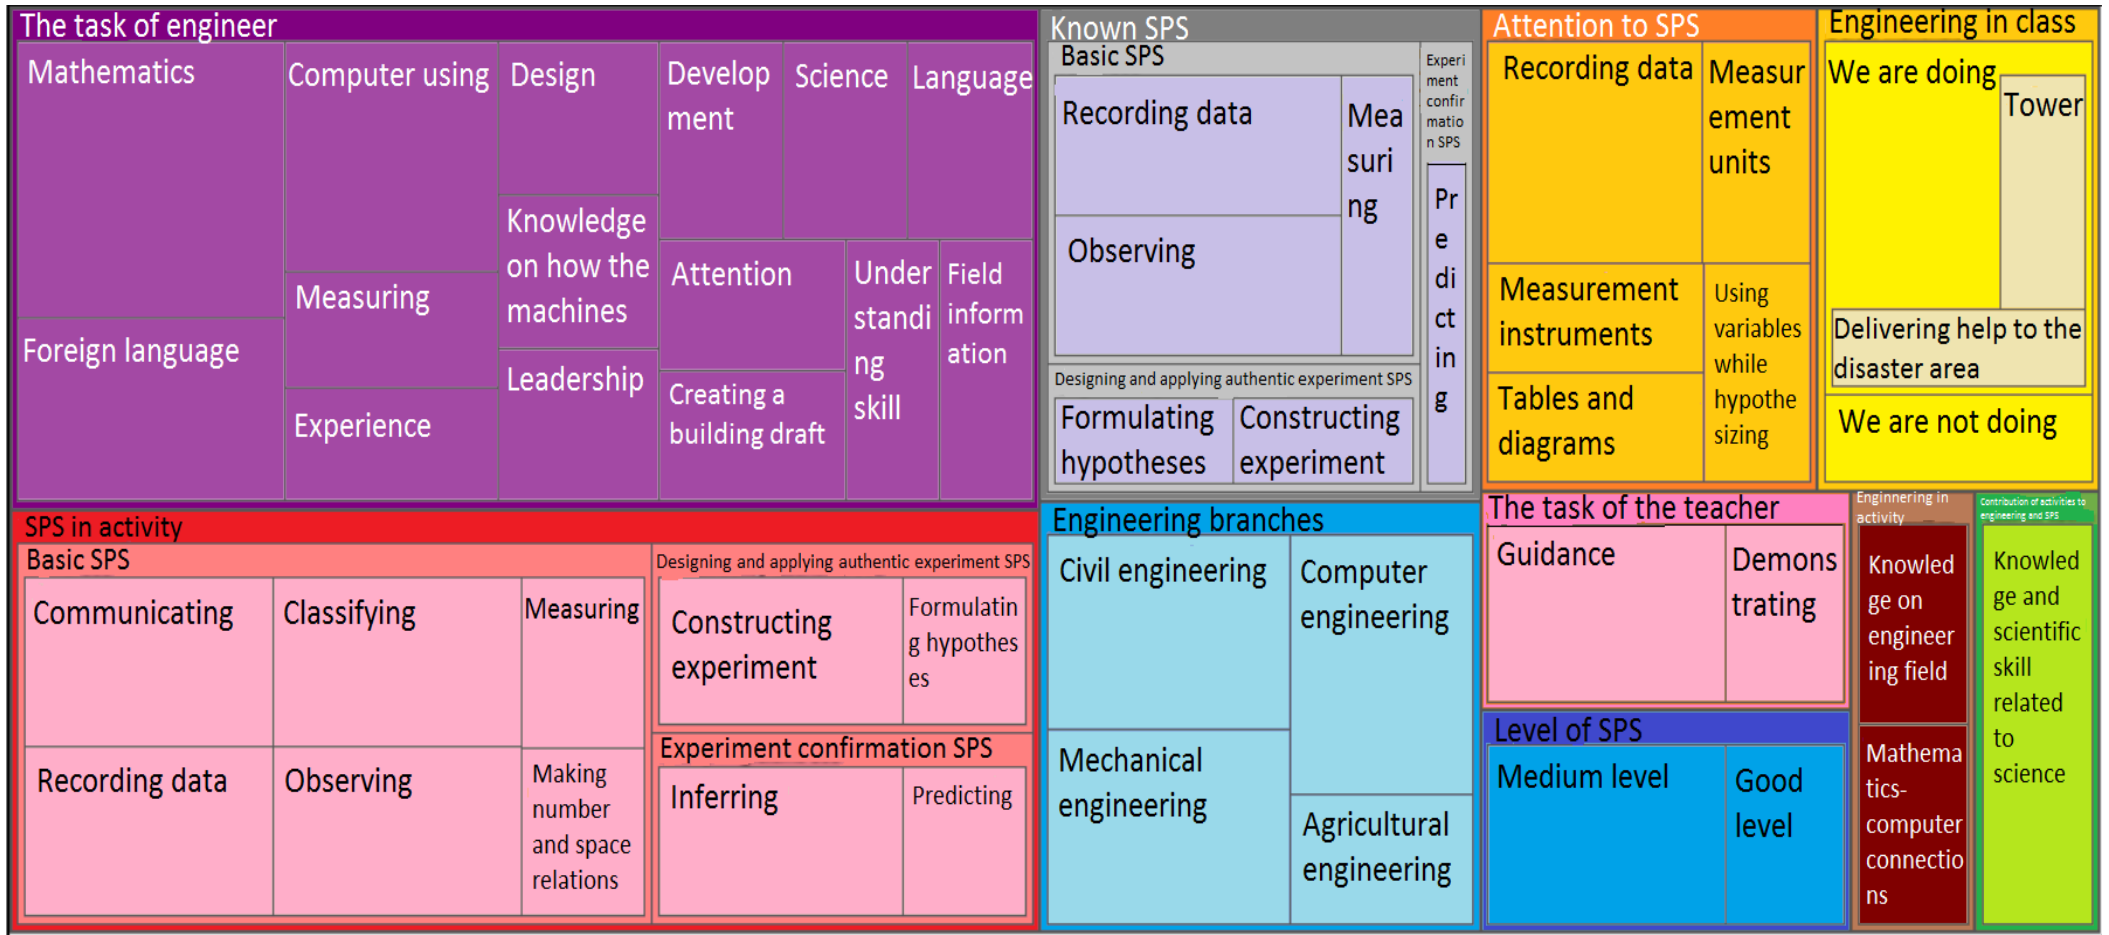 The task of engineer
Mathematics
Computer using
Design
Develop
ment
Science
Language
Knowledge
on how the
machines
Measuring
Attention
Under
standi
ng
skill
Field
inform
ation
Foreign language
Experience
Leadership
Creating a
building draft
Known SPS
Basic SPS
Recording data
Mea
suri
ng
Observing
Experi
ment
confir
matio
n SPS
Pr
e
di
ct
in
g
Designing and applying authentic experiment SPS
Formulating
hypotheses
Constructing
experiment
Attention to SPS
Recording data
Measur
ement
units
Measurement
instruments
Using
variables
while
hypothe
sizing
Tables and
diagrams
Engineering in class
We are doing
Tower
Delivering help to the
disaster area
We are not doing
SPS in activity
Basic SPS
Communicating
Classifying
Measuring
Recording data
Observing
Making
number
and space
relations
Designing and applying authentic experiment SPS
Constructing
experiment
Formulatin
g hypothes
es
Experiment confirmation SPS
Inferring
Predicting
Engineering branches
Civil engineering
Computer
engineering
Mechanical
engineering
Agricultural
engineering
The task of the teacher
Guidance
Demons
trating
Level of SPS
Medium level
Good
level
Enginnering in
activity
Knowled
ge on
engineer
ing field
Mathema
tics-
computer
connectio
ns
Contribution of activities to
engineering and SPS
Knowled
ge and
scientific
skill
related
to
science